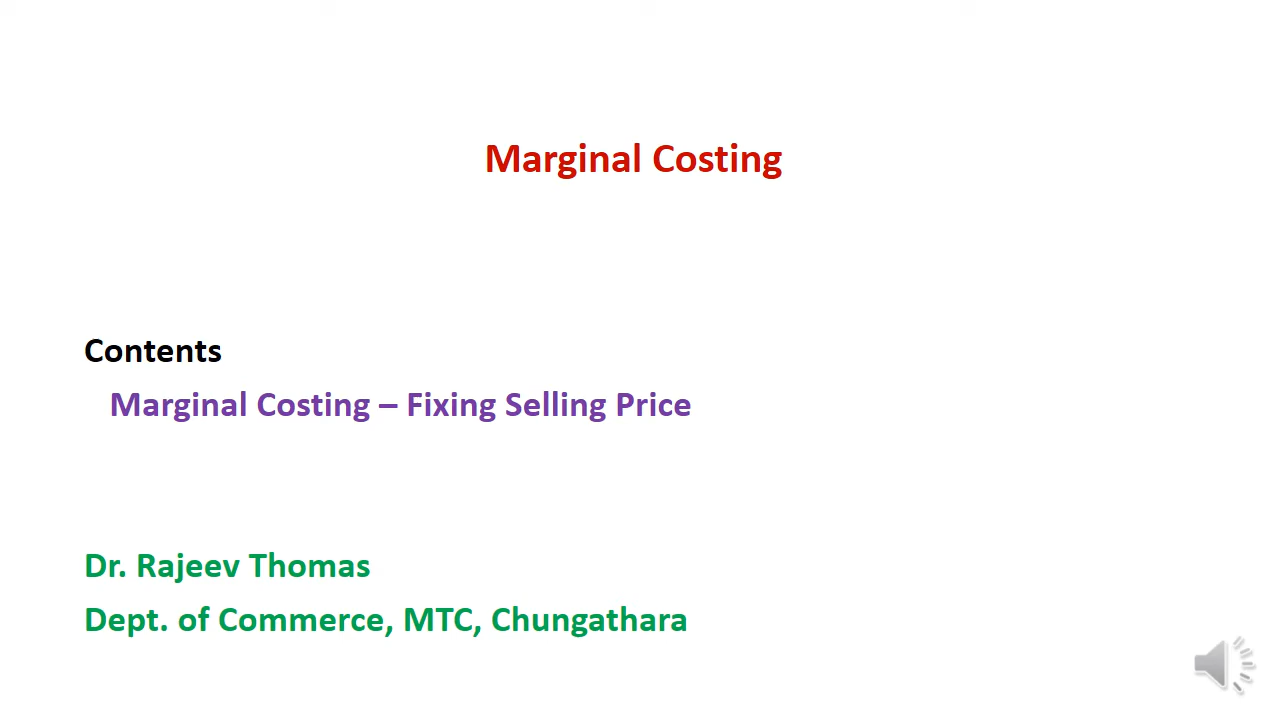 Marginal Costing
Contents
Marginal Costing – Fixing Selling Price
Dr. Rajeev Thomas
Dept. of Commerce, MTC, Chungathara